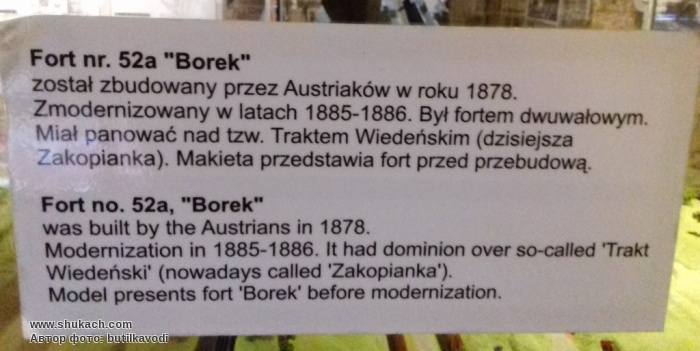 Fort nr. 52a "Borek"
został zbudowany przez Austriaków w roku 1878.
Zmodernizowany w latach 1885-1886. Był fortem dwuwałowym.
Miał panować nad tzw. Traktem Wiedeńskim (dzisiejsza
Zakopianka). Makieta przedstawia fort przed przebudową.
Fort no. 52a, "Borek"
was built by the Austrians in 1878.
Modernization in 1885-1886. It had dominion over so-called 'Trakt
Wiedeński' (nowadays called 'Zakopianka').
Model presents fort 'Borek' before modernization.
www.shukach.com
Автор фото: butilkavodi